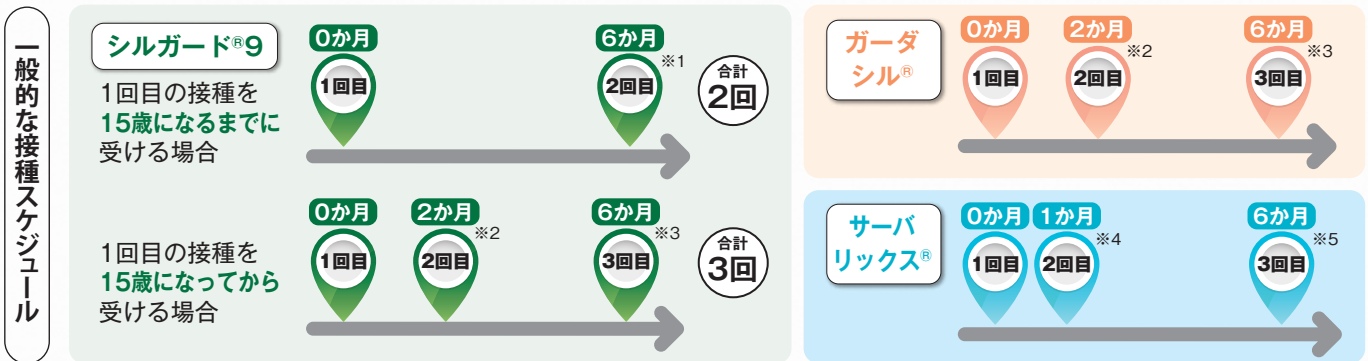 一般的な接種スケジュール
シルガード®9
1回目の接種を
15歳になるまでに
受ける場合
0か月
1回目
6か月
※1
2回目
合計
2回
1回目の接種を
15歳になってから
受ける場合
0か月
1回目
2か月
※2
2回目
6か月
※3
3回目
合計
3回
ガーダ
シル®
0か月
1回目
2か月
※2
2回目
6か月
※3
3回目
サーバ
リックス®
0か月
1回目
1か月
※4
2回目
6か月
※5
3回目